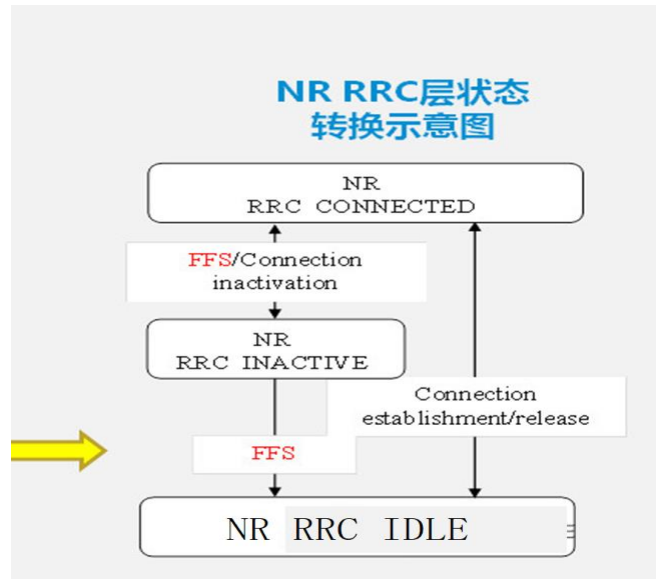 NR RRC层状态
转换示意图
NR
RRC CONNECTED
FFS/Connection
inactivation
NR
RRC INACTIVE
Connection
establishment/release
FFS
NR RRC IDLE